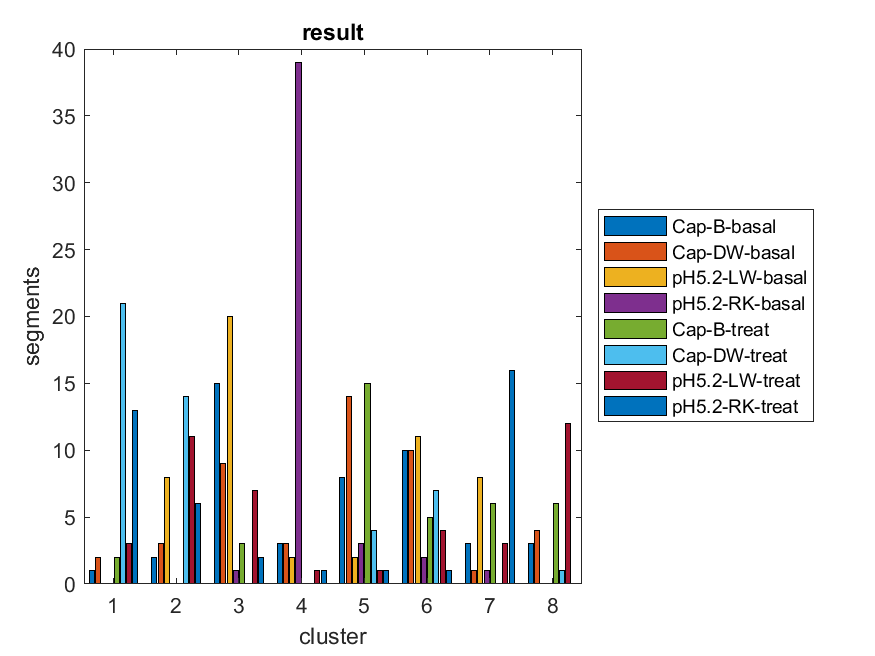 result
40
35
30
25
20
15
10
5
0
segments
1 2 3 4 5 6 7 8
cluster
Cap-B-basal
Cap-DW-basal
pH5.2-LW-basal
pH5.2-RK-basal
Cap-B-treat
Cap-DW-treat
pH5.2-LW-treat
pH5.2-RK-treat